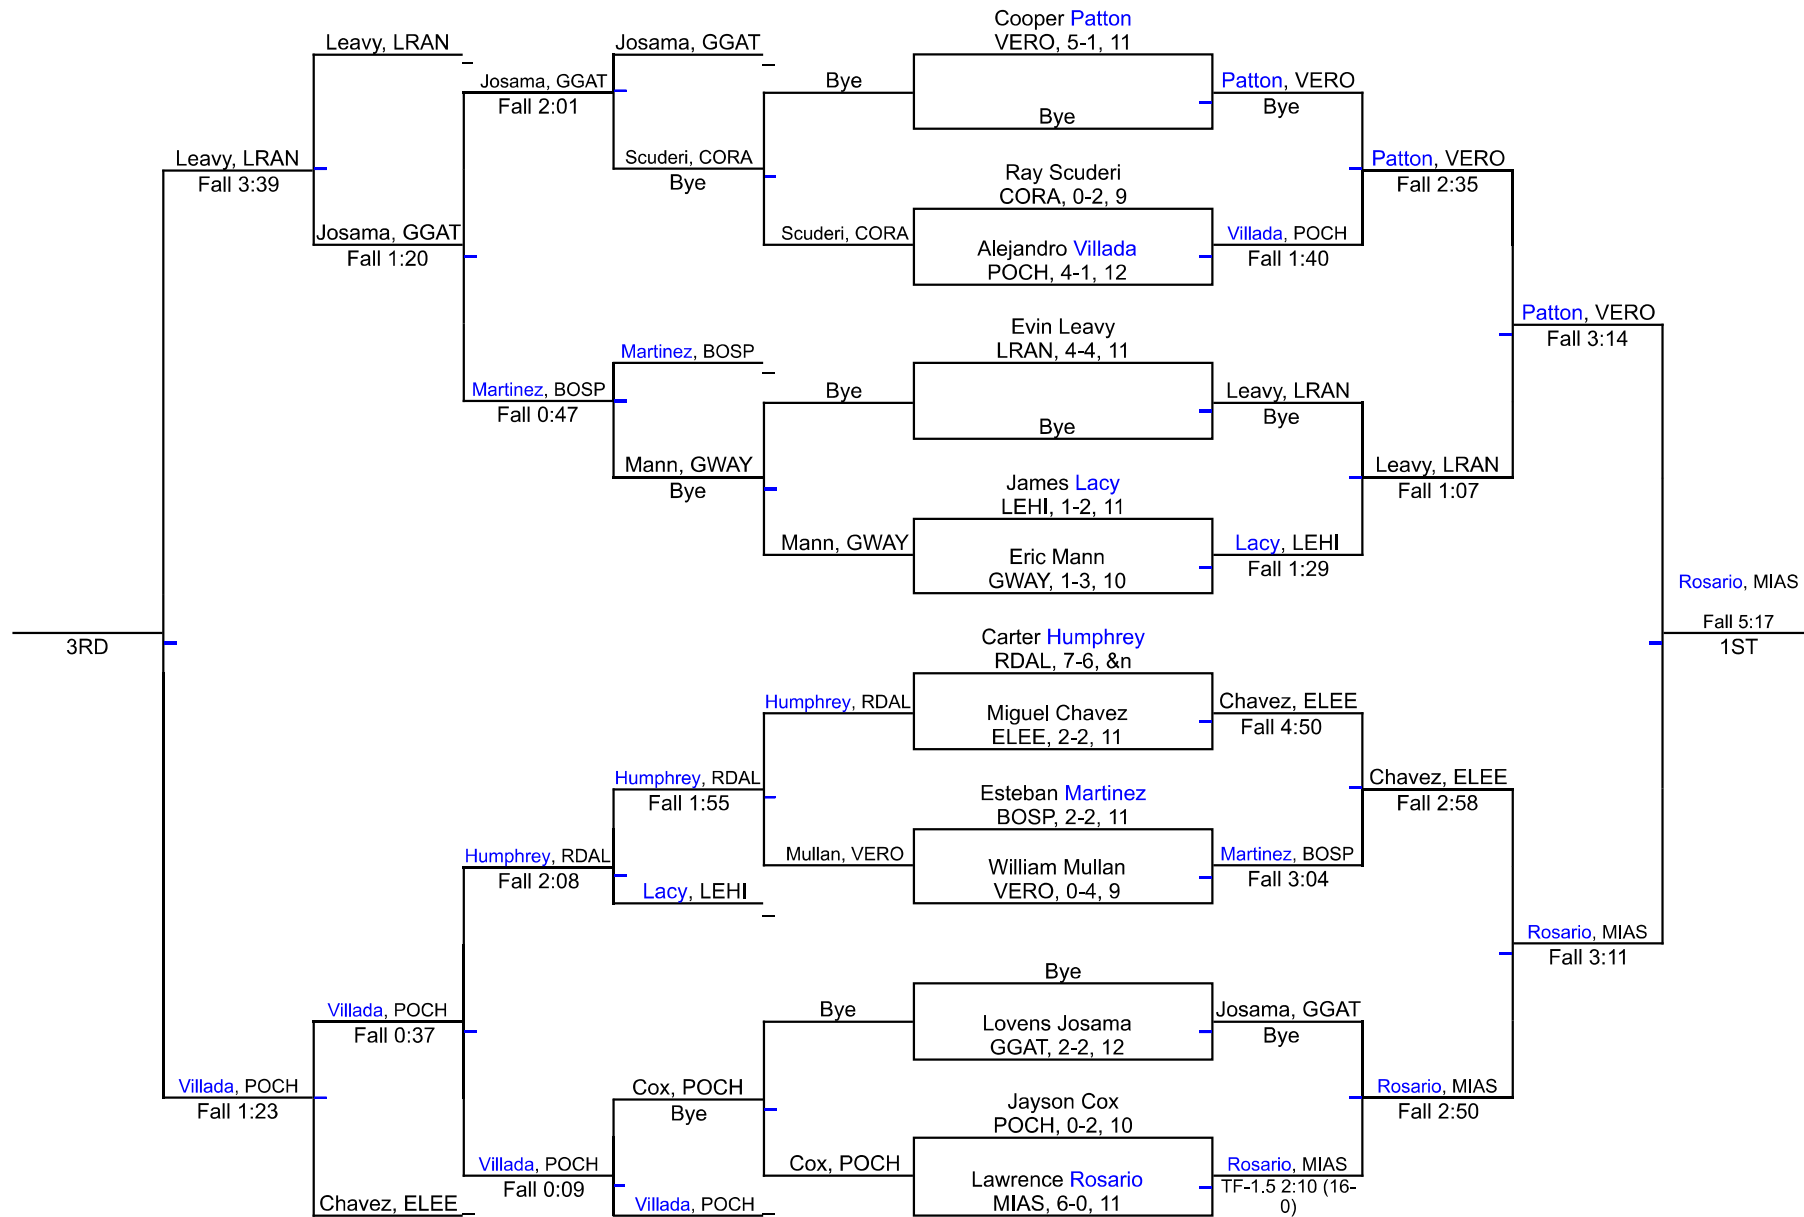 Cooper Patton
VERO, 5-1, 11
Leavy, LRAN
Josama, GGAT
Josama, GGAT
Fall 2:01
Bye
Patton, VERO
Bye
Bye
Leavy, LRAN
Fall 3:39
Scuderi, CORA
Bye
Ray Scuderi
CORA, 0-2, 9
Patton, VERO
Fall 2:35
Josama, GGAT
Fall 1:20
Scuderi, CORA
Alejandro Villada
POCH, 4-1, 12
Villada, POCH
Fall 1:40
Patton, VERO
Fall 3:14
Evin Leavy
LRAN, 4-4, 11
Martinez, BOSP
Martinez, BOSP
Fall 0:47
Bye
Leavy, LRAN
Bye
Bye
Mann, GWAY
Bye
James Lacy
LEHI, 1-2, 11
Leavy, LRAN
Fall 1:07
Mann, GWAY
Eric Mann
GWAY, 1-3, 10
Lacy, LEHI
Fall 1:29
Rosario, MIAS
Fall 5:17
1ST
3RD
Carter Humphrey
RDAL, 7-6, &n
Humphrey, RDAL
Miguel Chavez
ELEE, 2-2, 11
Chavez, ELEE
Fall 4:50
Humphrey, RDAL
Fall 1:55
Esteban Martinez
BOSP, 2-2, 11
Chavez, ELEE
Fall 2:58
Humphrey, RDAL
Fall 2:08
Mullan, VERO
William Mullan
VERO, 0-4, 9
Martinez, BOSP
Fall 3:04
Lacy, LEHI
Rosario, MIAS
Fall 3:11
Bye
Villada, POCH
Fall 0:37
Bye
Lovens Josama
GGAT, 2-2, 12
Josama, GGAT
Bye
Villada, POCH
Fall 1:23
Cox, POCH
Bye
Jayson Cox
POCH, 0-2, 10
Rosario, MIAS
Fall 2:50
Villada, POCH
Fall 0:09
Cox, POCH
Lawrence Rosario
MIAS, 6-0, 11
Rosario, MIAS
TF-1.5 2:10 (16-
0)
Chavez, ELEE
Villada, POCH